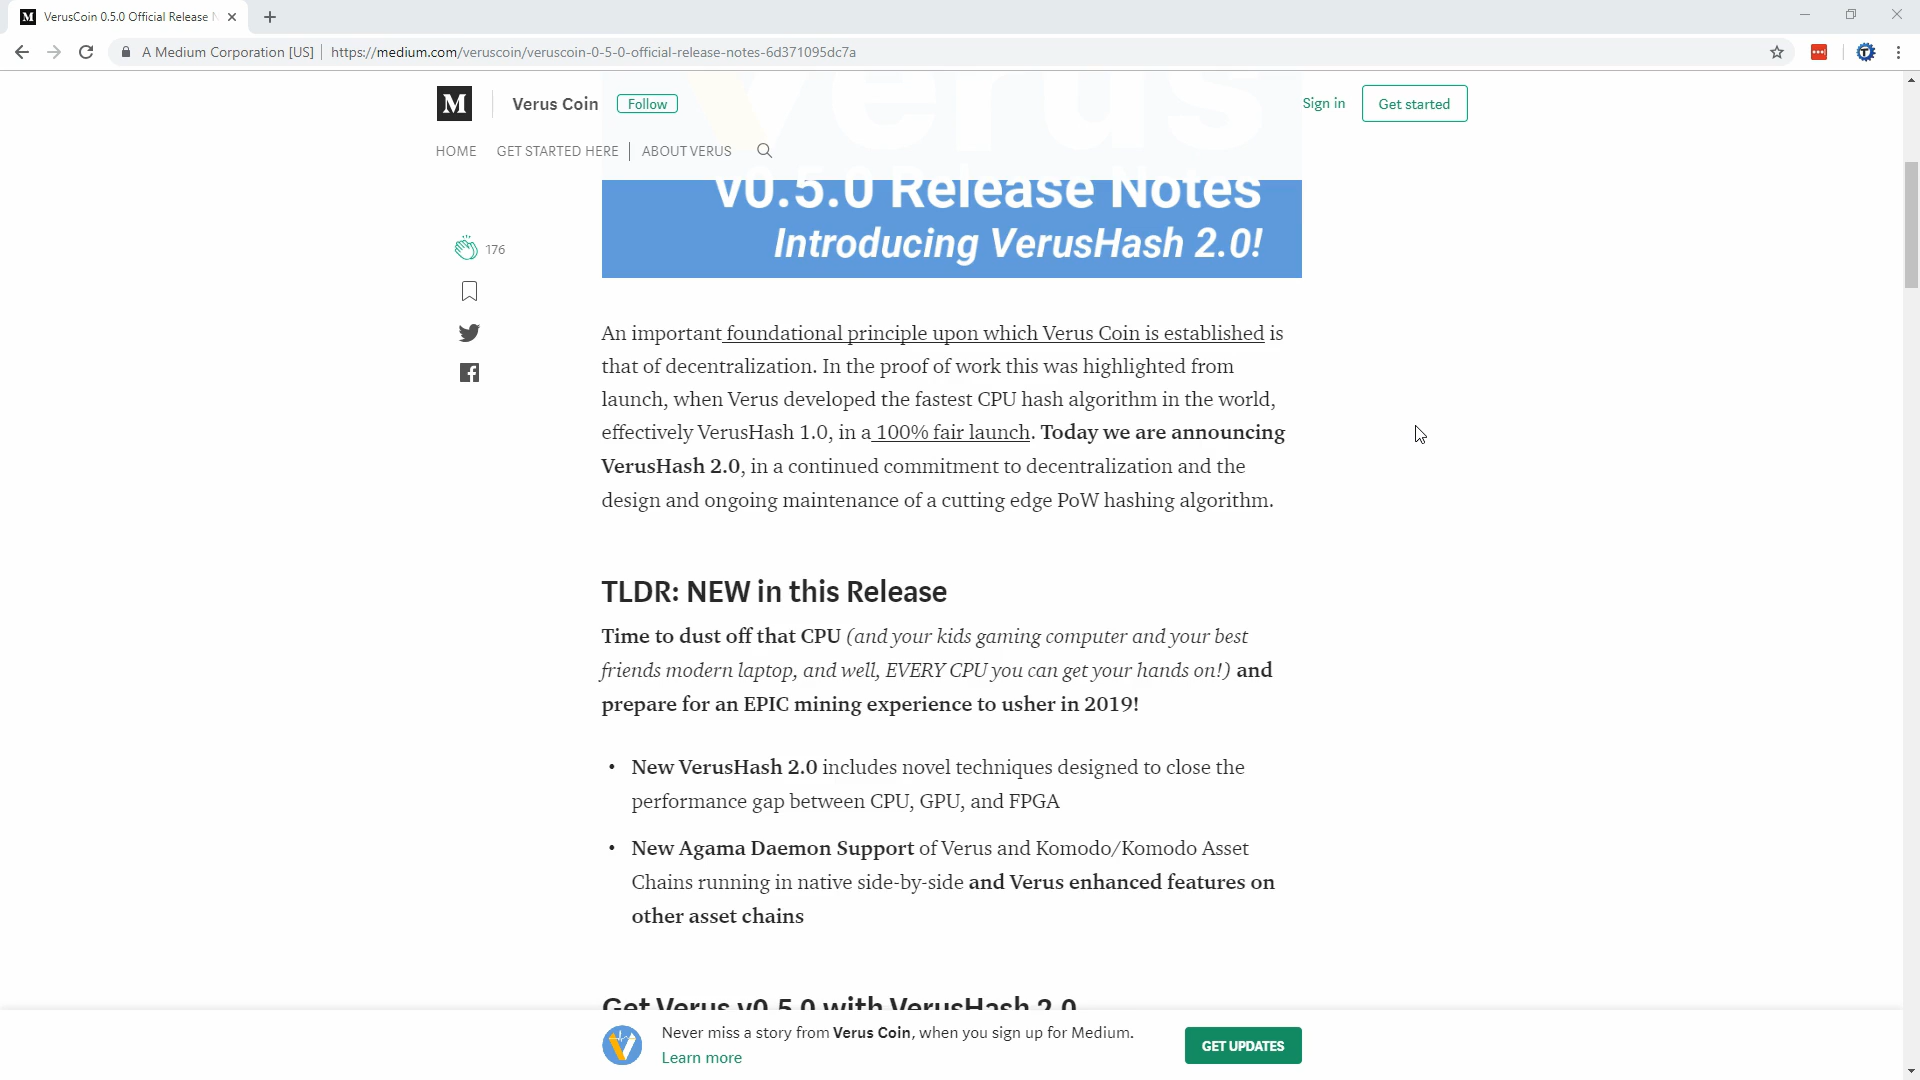 VerusCoin 0.5.0 Official Release N
A Medium Corporation [US] | https://medium.com/veruscoin/veruscoin-0-5-0-official-release-notes-6d371095dc7a
verus
M Verus Coin Follow Sign in Get started
HOME GET STARTED HERE | ABOUT VERUS
v0.5.0 Release Notes
Introducing VerusHash 2.0!
176
An important foundational principle upon which Verus Coin is established is
that of decentralization. In the proof of work this was highlighted from
launch, when Verus developed the fastest CPU hash algorithm in the world,
effectively VerusHash 1.0, in a 100% fair launch. Today we are announcing
VerusHash 2.0, in a continued commitment to decentralization and the
design and ongoing maintenance of a cutting edge PoW hashing algorithm.
TLDR: NEW in this Release
Time to dust off that CPU (and your kids gaming computer and your best
friends modern laptop, and well, EVERY CPU you can get your hands on!) and
prepare for an EPIC mining experience to usher in 2019!
• New VerusHash 2.0 includes novel techniques designed to close the
performance gap between CPU, GPU, and FPGA
• New Agama Daemon Support of Verus and Komodo/Komodo Asset
Chains running in native side-by-side and Verus enhanced features on
other asset chains
Get Verus v0.5.0 with VerusHash 2.0
Never miss a story from Verus Coin, when you sign up for Medium.
Learn more
GET UPDATES